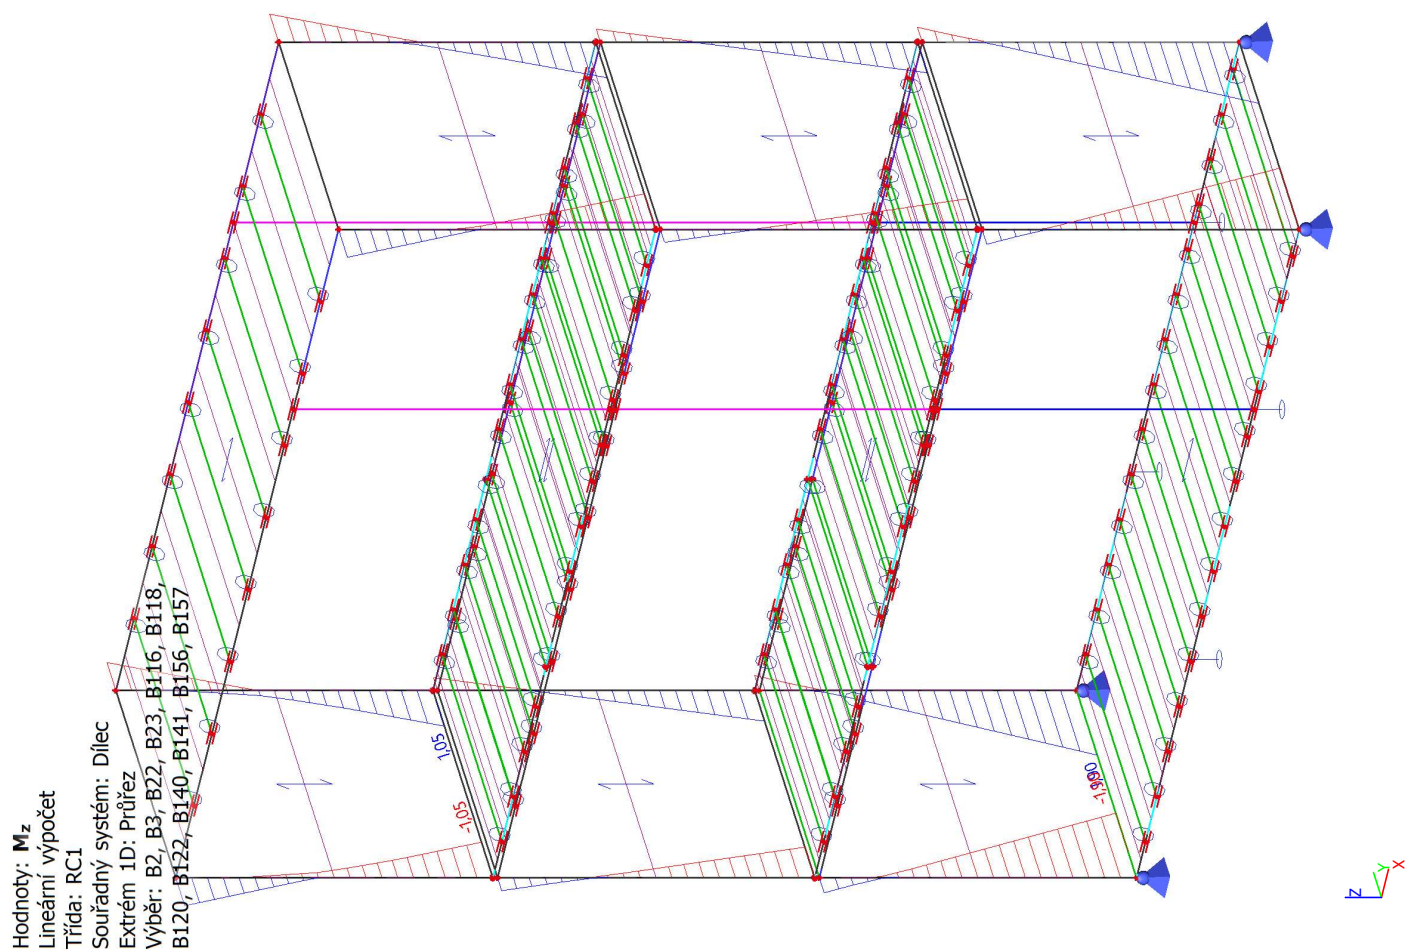 Hodnoty: Mz
Lineární výpočet
Třída: RC1
Souřadný systém: Dílec
Extrém 1D: Průřez
Výběr: B2, B3, B22, B23, B116, B118,
B120, B122, B140, B141, B156, B157
1,05
-1,05
-1,90
Z
Y
X